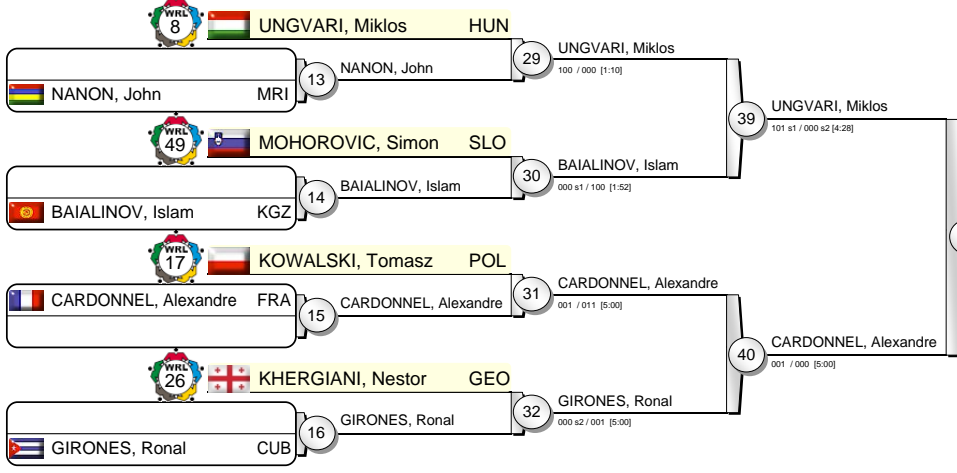 WRL
8
UNGVARI, Miklos HUN
NANON, John MRI
13
NANON, John
29
UNGVARI, Miklos
100 / 000 [1:10]
WRL
49
MOHOROVIC, Simon SLO
BAIALINOV, Islam KGZ
14
BAIALINOV, Islam
30
BAIALINOV, Islam
000 s1 / 100 [1:52]
39
UNGVARI, Miklos
101 s1 / 000 s2 [4:28]
WRL
17
KOWALSKI, Tomasz POL
CARDONNEL, Alexandre FRA
15
CARDONNEL, Alexandre
31
CARDONNEL, Alexandre
001 / 011 [5:00]
WRL
26
KHERGIANI, Nestor GEO
GIRONES, Ronal CUB
16
GIRONES, Ronal
32
GIRONES, Ronal
000 s2 / 001 [5:00]
40
CARDONNEL, Alexandre
001 / 000 [5:00]